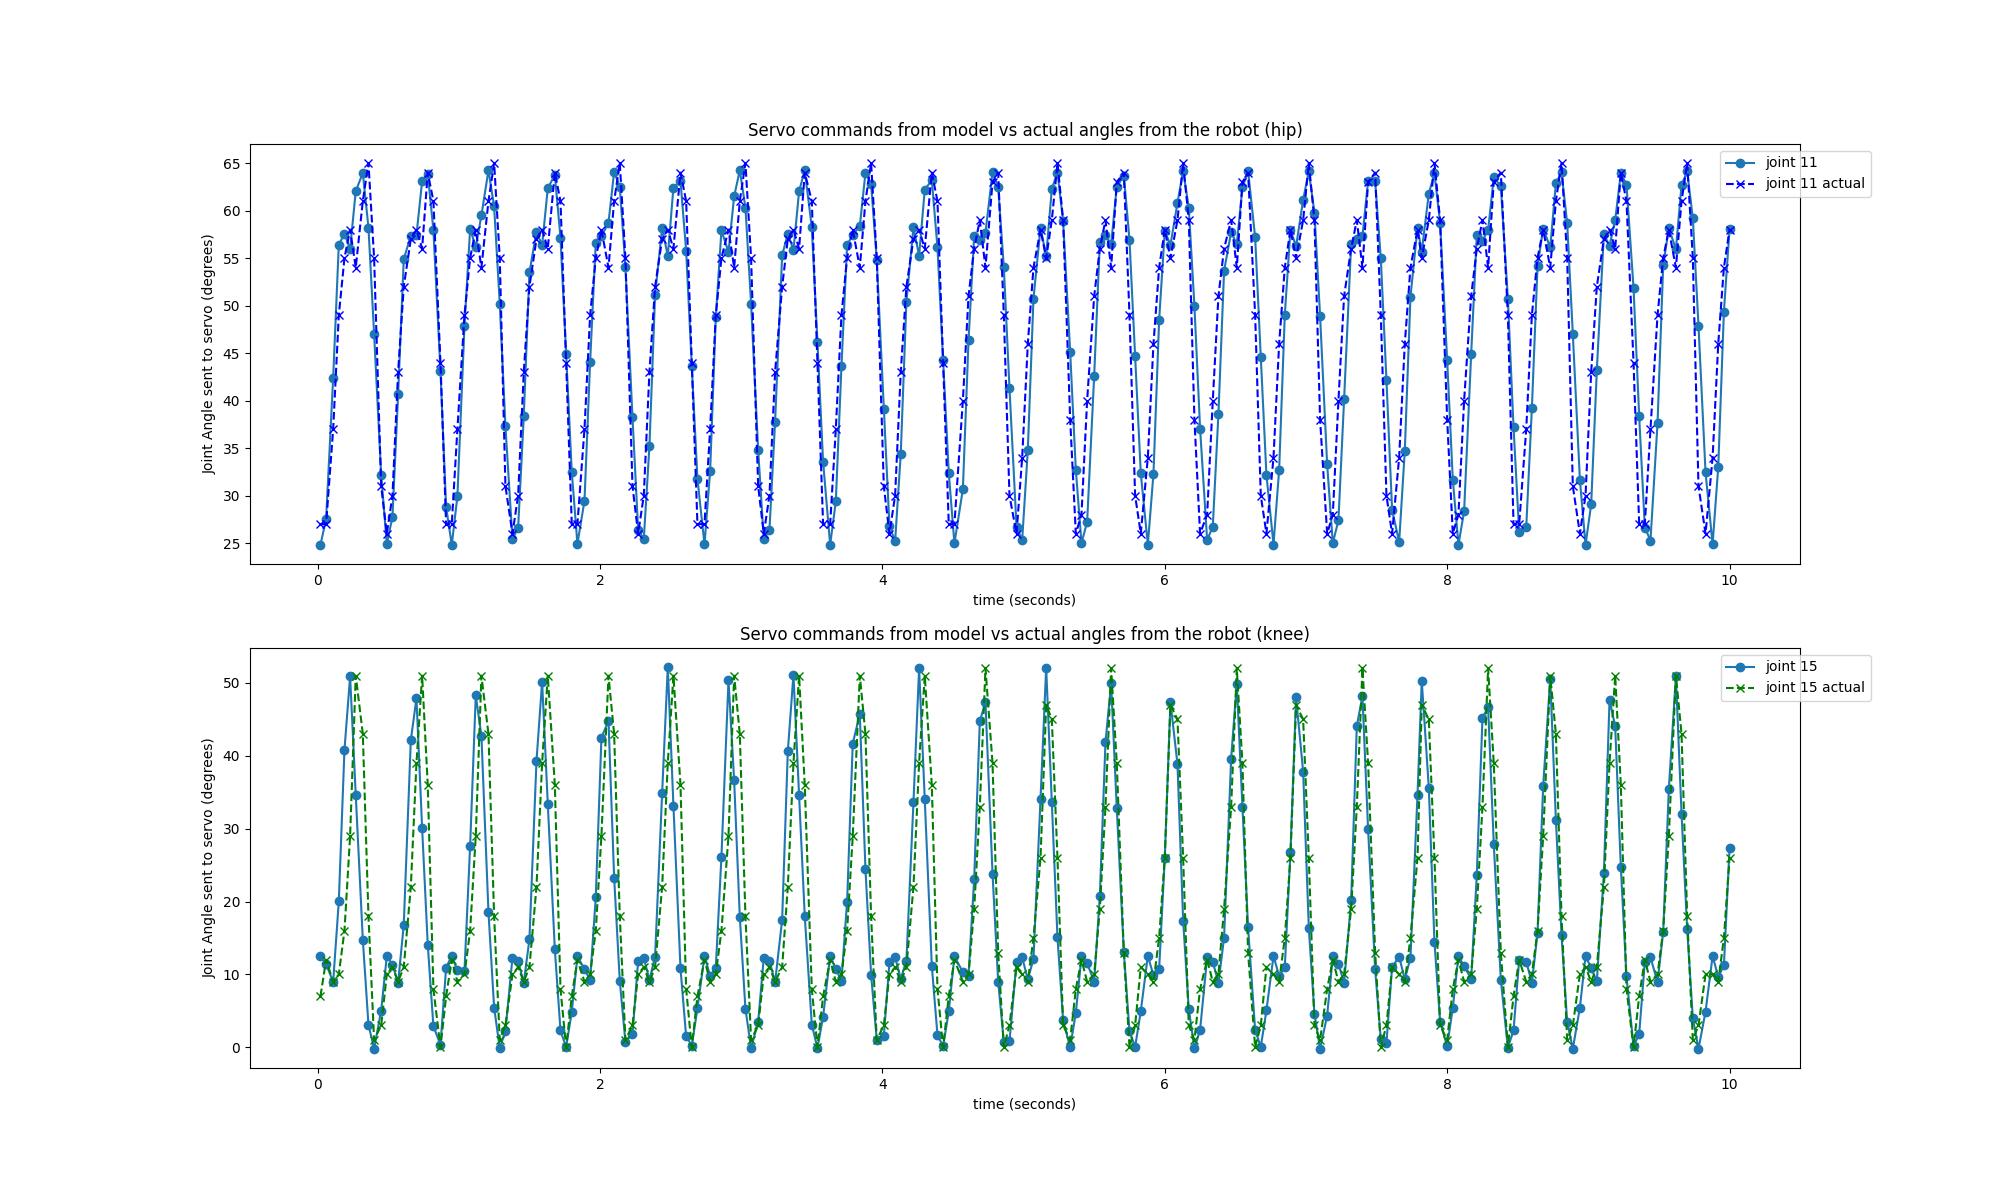 Servo commands from model vs actual angles from the robot (hip)
Joint Angle sent to servo (degrees)
65
60
55
50
45
40
35
30
25
joint 11
joint 11 actual
0 2 4 6 8 10
time (seconds)
Servo commands from model vs actual angles from the robot (knee)
Joint Angle sent to servo (degrees)
50
40
30
20
10
0
joint 15
joint 15 actual
0 2 4 6 8 10
time (seconds)